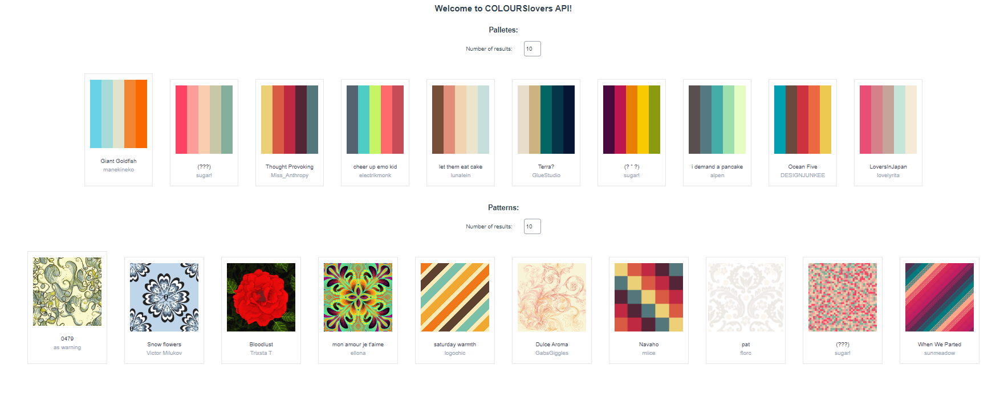 Welcome to COLOURSlovers API!
Palletes:
Number of results: 10
Giant Goldfish
manekineko
(???)
sugar!
Thought Provoking
Miss_Anthropy
cheer up emo kid
electrikmonk
let them eat cake
lunalein
Terra?
GlueStudio
(? " ?)
sugar!
i demand a pancake
alpen
Ocean Five
DESIGNJUNKEE
LoversInJapan
lovelyrita
Patterns:
Number of results: 10
0479
as warning
Snow flowers
Victor Milukov
Bloodlust
Trixsta T
mon amour je t'aime
ellona
saturday warmth
logochic
Dulce Aroma
GabsGiggles
Navaho
miice
pat
florc
(???)
sugar!
When We Parted
sunmeadow